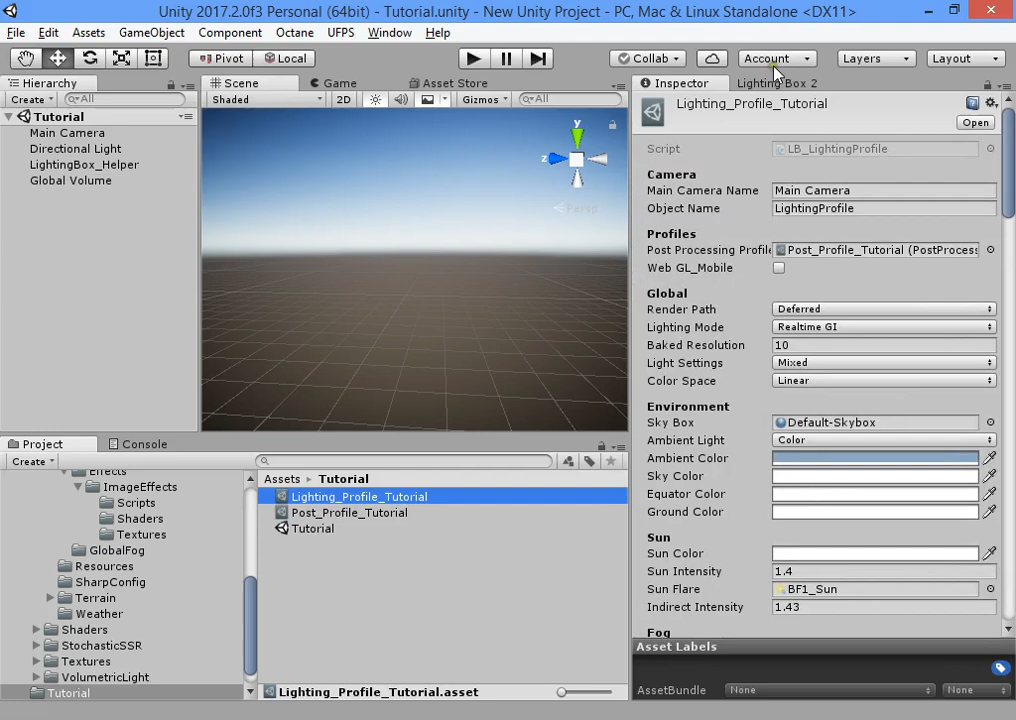 Unity 2017.2.0f3 Personal (64bit) - Tutorial.unity - New Unity Project - PC, Mac & Linux Standalone <DX11>
File Edit Assets GameObject Component Octane UFPS Window Help
Pivot Local Collab Account Layers Layout
Hierarchy Scene Game Asset Store Inspector Lighting Box 2
Create All Shaded 2D Gizmos All
Lighting_Profile_Tutorial
Open
Tutorial
Main Camera
Directional Light
LightingBox_Helper
Global Volume
y
z
Persp
Script LB_LightingProfile
Camera
Main Camera Name Main Camera
Object Name LightingProfile
Profiles
Post Processing Profile Post_Profile_Tutorial (PostProcess
Web GL_Mobile
Global
Render Path Deferred
Lighting Mode Realtime GI
Baked Resolution 10
Light Settings Mixed
Color Space Linear
Environment
Sky Box Default-Skybox
Ambient Light Color
Ambient Color
Sky Color
Equator Color
Ground Color
Sun
Sun Color
Sun Intensity 1.4
Sun Flare BF1_Sun
Indirect Intensity 1.43
Fog
Asset Labels
AssetBundle None None
Project Console
Create
Effects
ImageEffects
Scripts
Shaders
Textures
GlobalFog
Resources
SharpConfig
Terrain
Weather
Shaders
StochasticSSR
Textures
VolumetricLight
Tutorial
Assets Tutorial
Lighting_Profile_Tutorial
Post_Profile_Tutorial
Tutorial
Lighting_Profile_Tutorial.asset